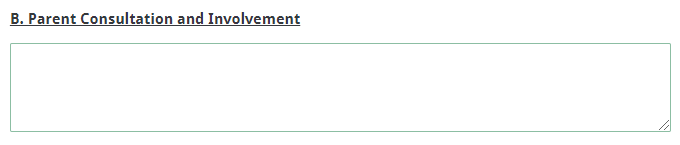 B. Parent Consultation and Involvement